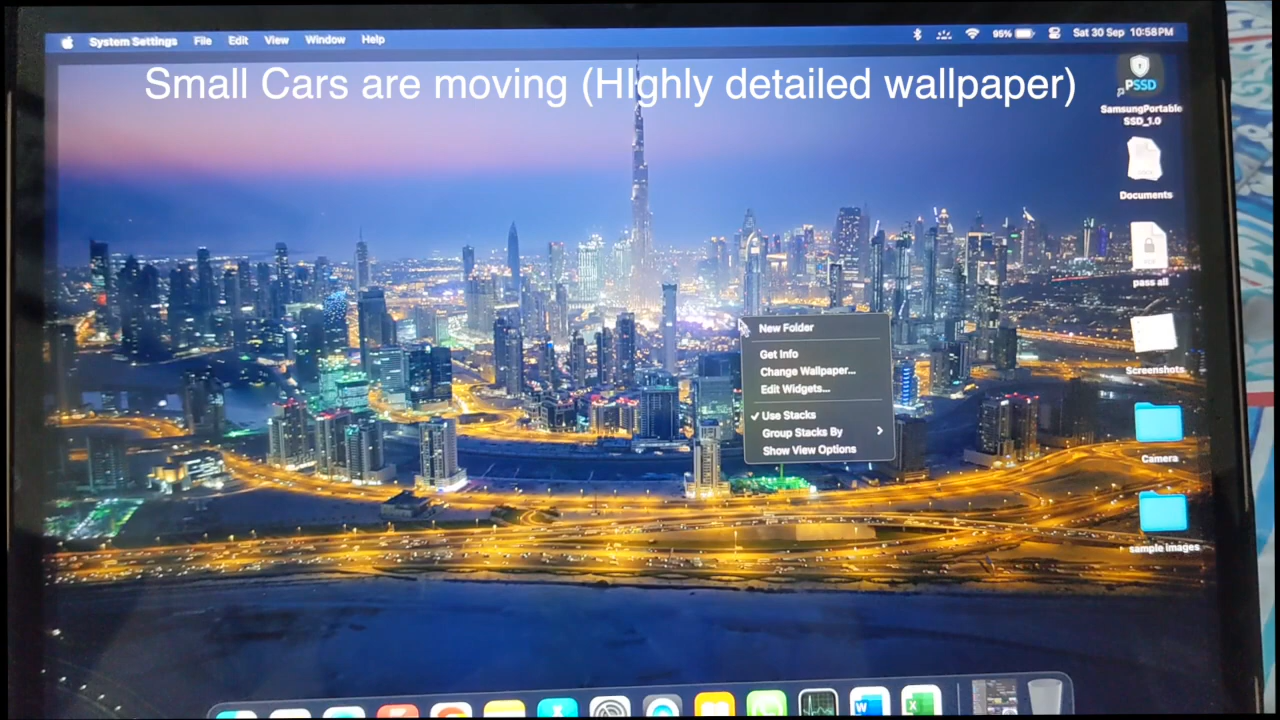 System Settings File Edit View Window Help 95% Sat 30 Sep 10:58PM
Small Cars are moving (HIghly detailed wallpaper)
PSSD
SamsungPortable
SSD_1.0
Documents
pass all
Screenshots
Camera
sample images
New Folder
Get Info
Change Wallpaper...
Edit Widgets...
Use Stacks
Group Stacks By
Show View Options
W
X